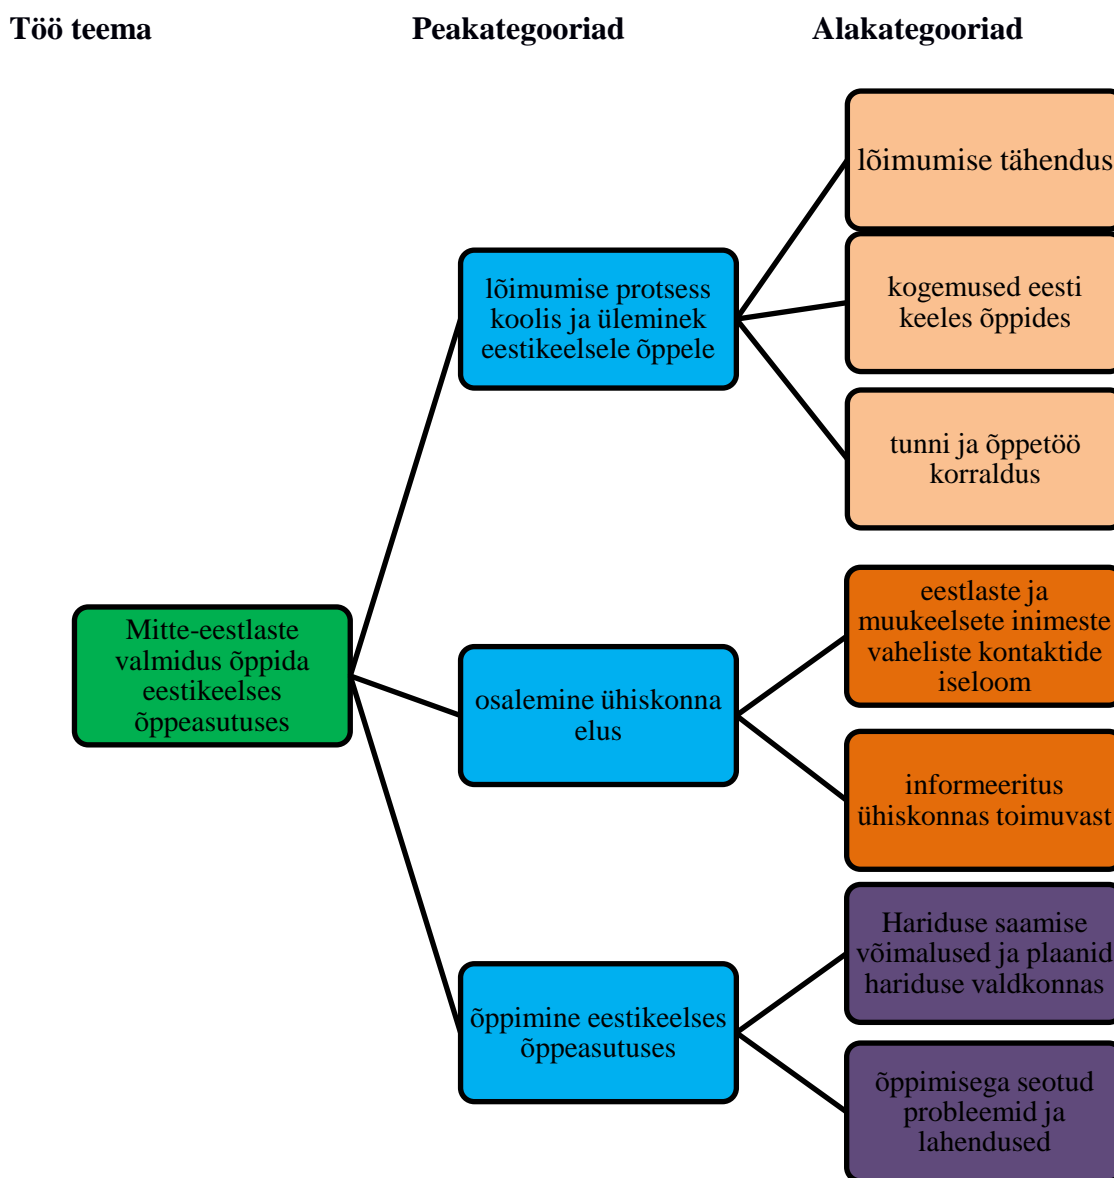 Töö teema
Peakategooriad
Alakategooriad
Mitte-eestlaste
valmidus õppida
eestikeelses
õppeasutuses
lõimumise protsess
koolis ja üleminek
eestikeelsele õppele
lõimumise tähendus
kogemused eesti
keeles õppides
tunni ja õppetöö
korraldus
osalemine ühiskonna
elus
eestlaste ja
muukeelsete inimeste
vaheliste kontaktide
iseloom
informeeritus
ühiskonnas toimuvast
õppimine eestikeelses
õppeasutuses
Hariduse saamise
võimalused ja plaanid
hariduse valdkonnas
õppimisega seotud
probleemid ja
lahendused